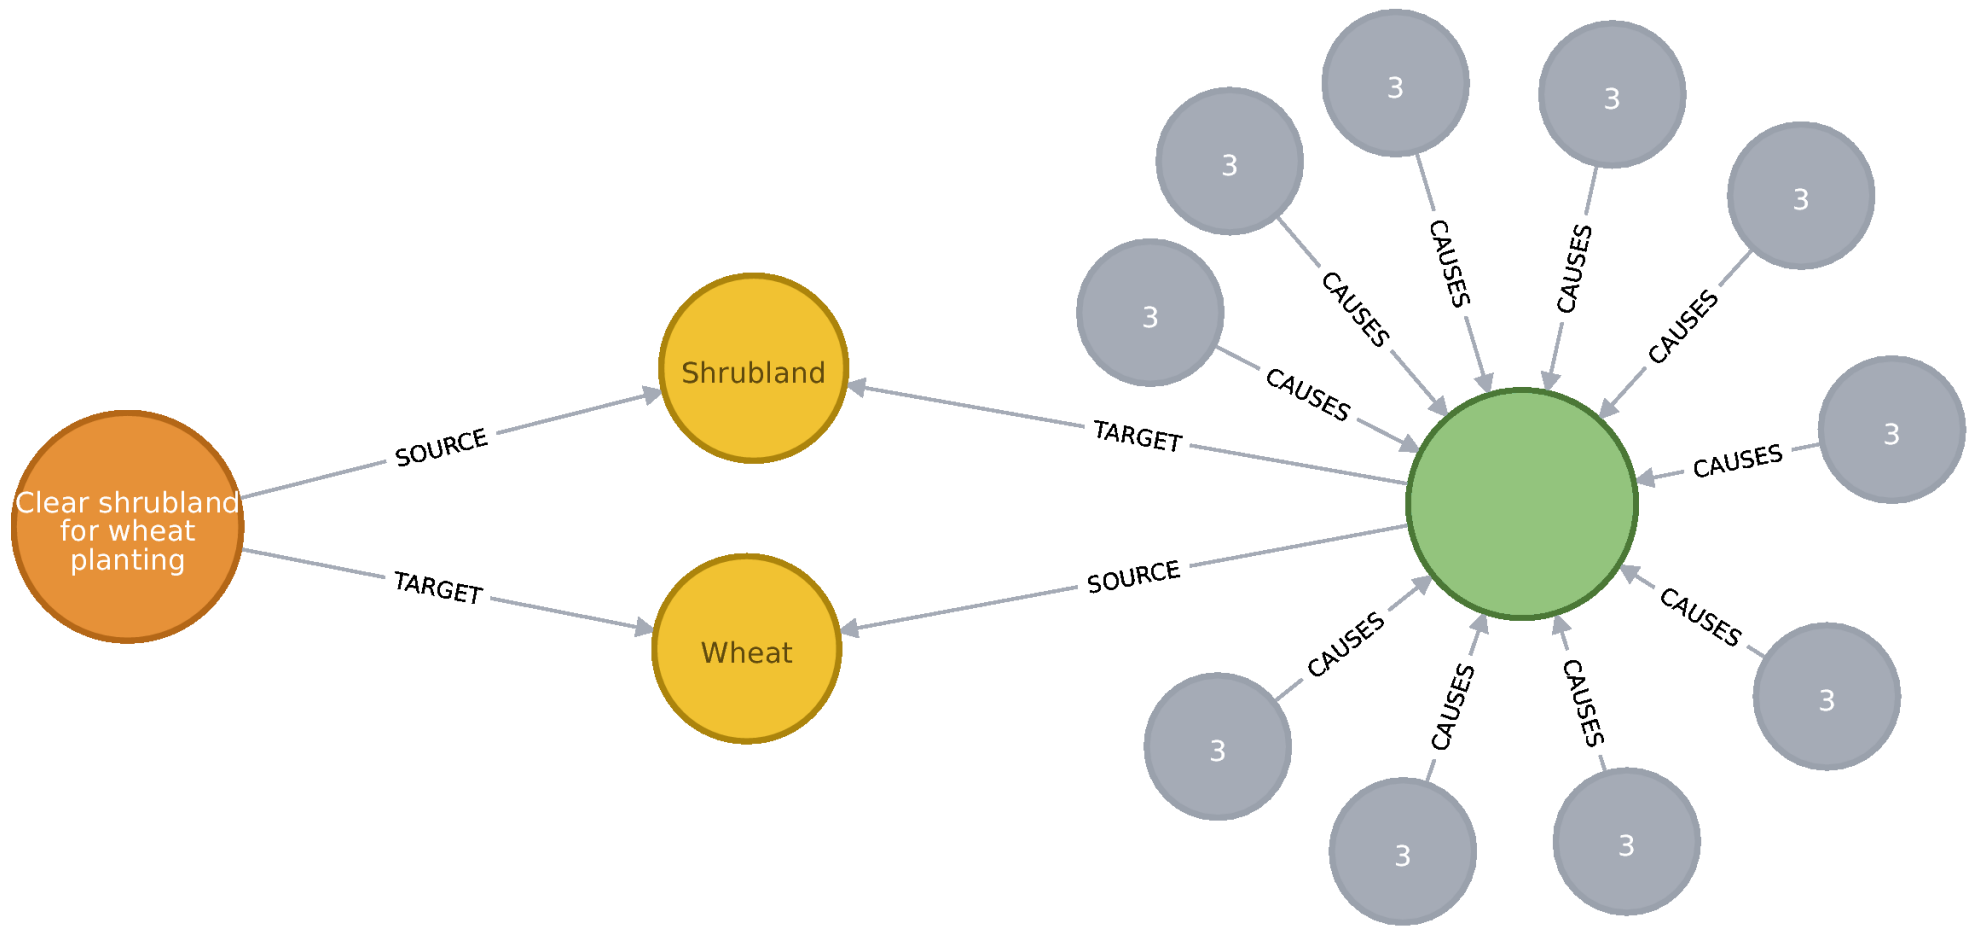 3
3
3
3
CAUSES
CAUSES
CAUSES
CAUSES
3
CAUSES
Shrubland
SOURCE
TARGET
CAUSES
3
Clear shrubland
for wheat
planting
TARGET
SOURCE
Wheat
CAUSES
CAUSES
CAUSES
CAUSES
3
3
3
3